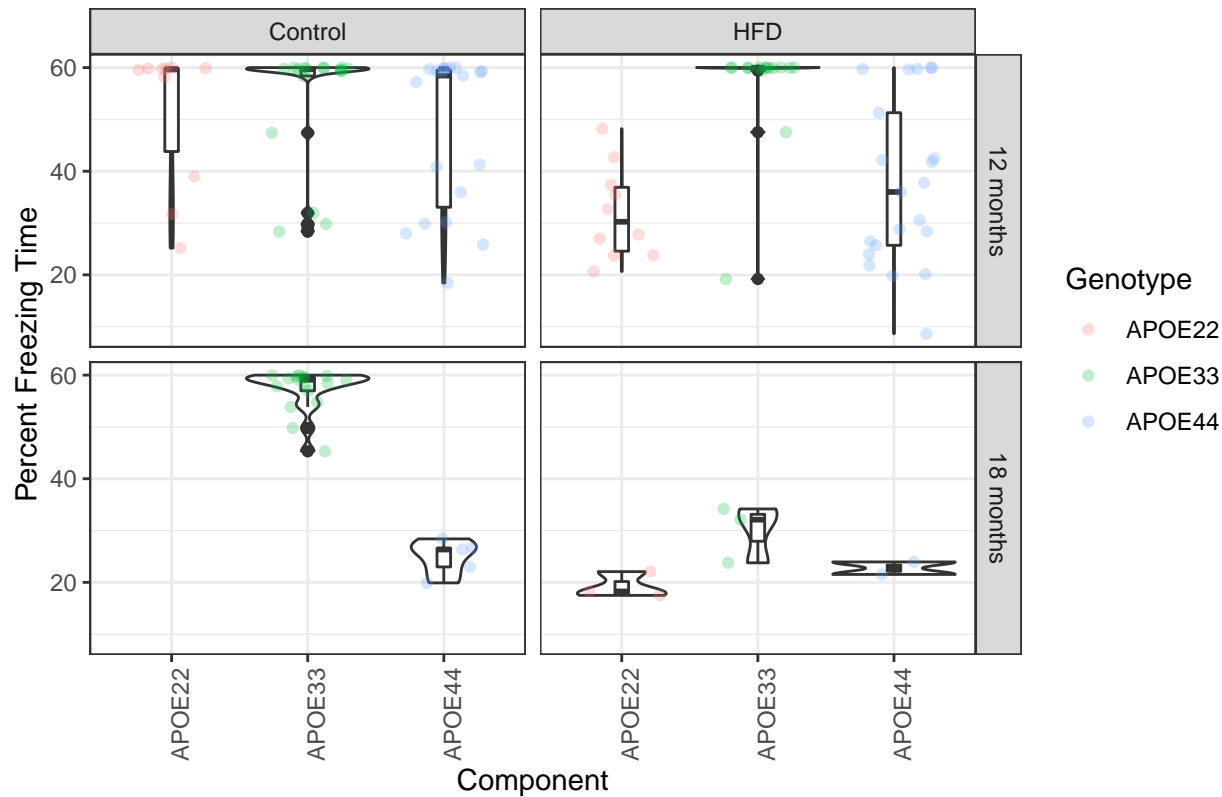 Control
HFD
60
40
20
12 months
60
40
20
18 months
Percent Freezing Time
APOE22
APOE33
APOE44
APOE22
APOE33
APOE44
Component
Genotype
APOE22
APOE33
APOE44